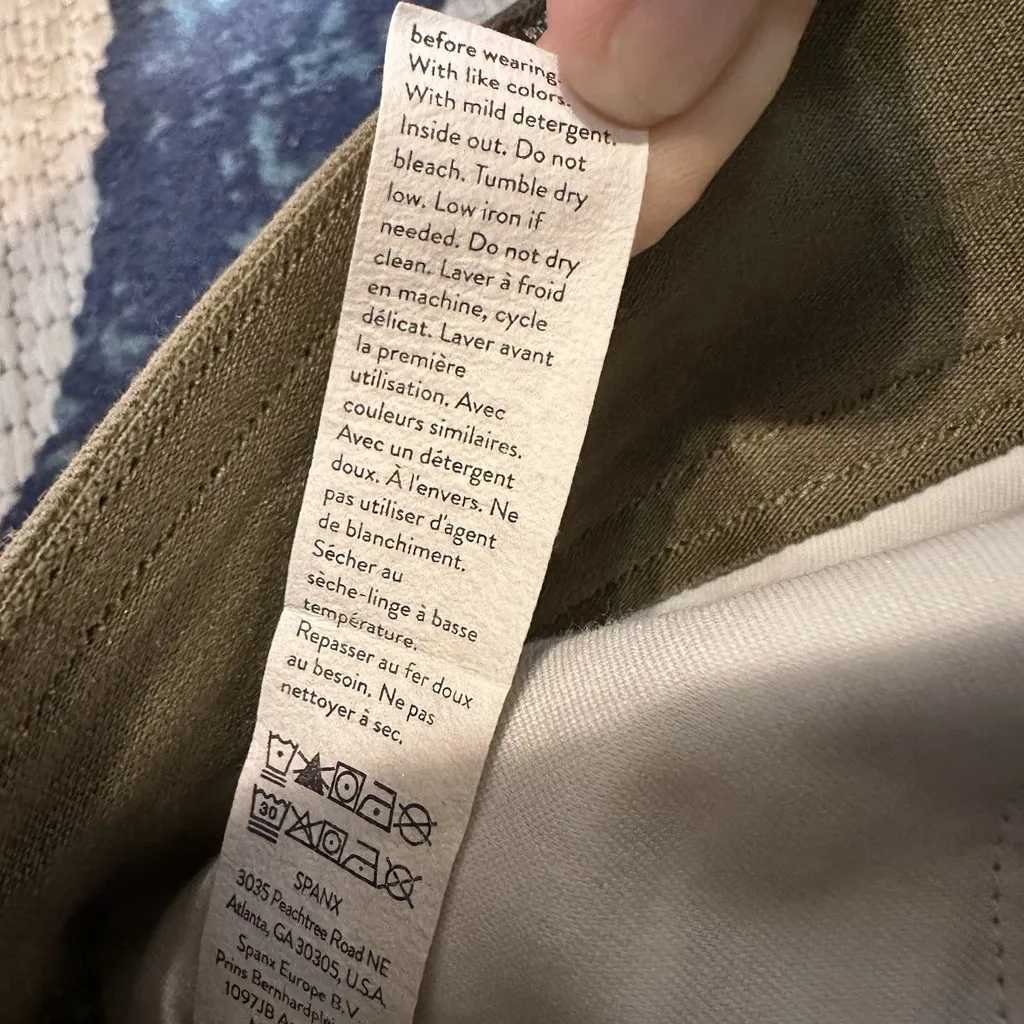 before wearing.
With like colors.
With mild detergent.
Inside out. Do not
bleach. Tumble dry
low. Low iron if
needed. Do not dry
clean. Laver à froid
en machine, cycle
délicat. Laver avant
la première
utilisation. Avec
couleurs similaires.
Avec un détergent
doux. À l'envers. Ne
pas utiliser d'agent
de blanchiment.
Sécher au
sèche-linge à basse
température.
Repasser au fer doux
au besoin. Ne pas
nettoyer à sec.
30
SPANX
3035 Peachtree Road NE
Atlanta, GA 30305, U.S.A.
Spanx Europe B.V.
Prins
1097JB